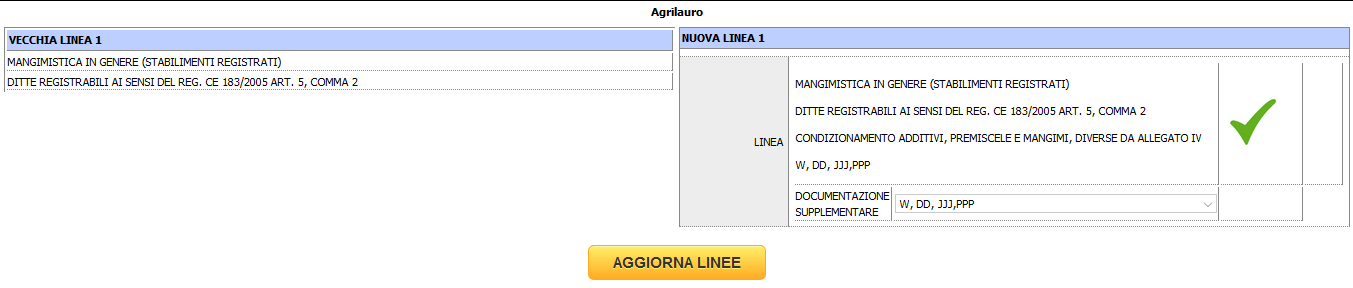 Agrilauro
VECCHIA LINEA 1
MANGIMISTICA IN GENERE (STABILIMENTI REGISTRATI)
DITTE REGISTRABILI AI SENSI DEL REG. CE 183/2005 ART. 5, COMMA 2
NUOVA LINEA 1
LINEA
MANGIMISTICA IN GENERE (STABILIMENTI REGISTRATI)
DITTE REGISTRABILI AI SENSI DEL REG. CE 183/2005 ART. 5, COMMA 2
CONDIZIONAMENTO ADDITIVI, PREMISCELE E MANGIMI, DIVERSE DA ALLEGATO IV
W, DD, JJJ,PPP
DOCUMENTAZIONE
SUPPLEMENTARE
W, DD, JJJ,PPP
AGGIORNA LINEE